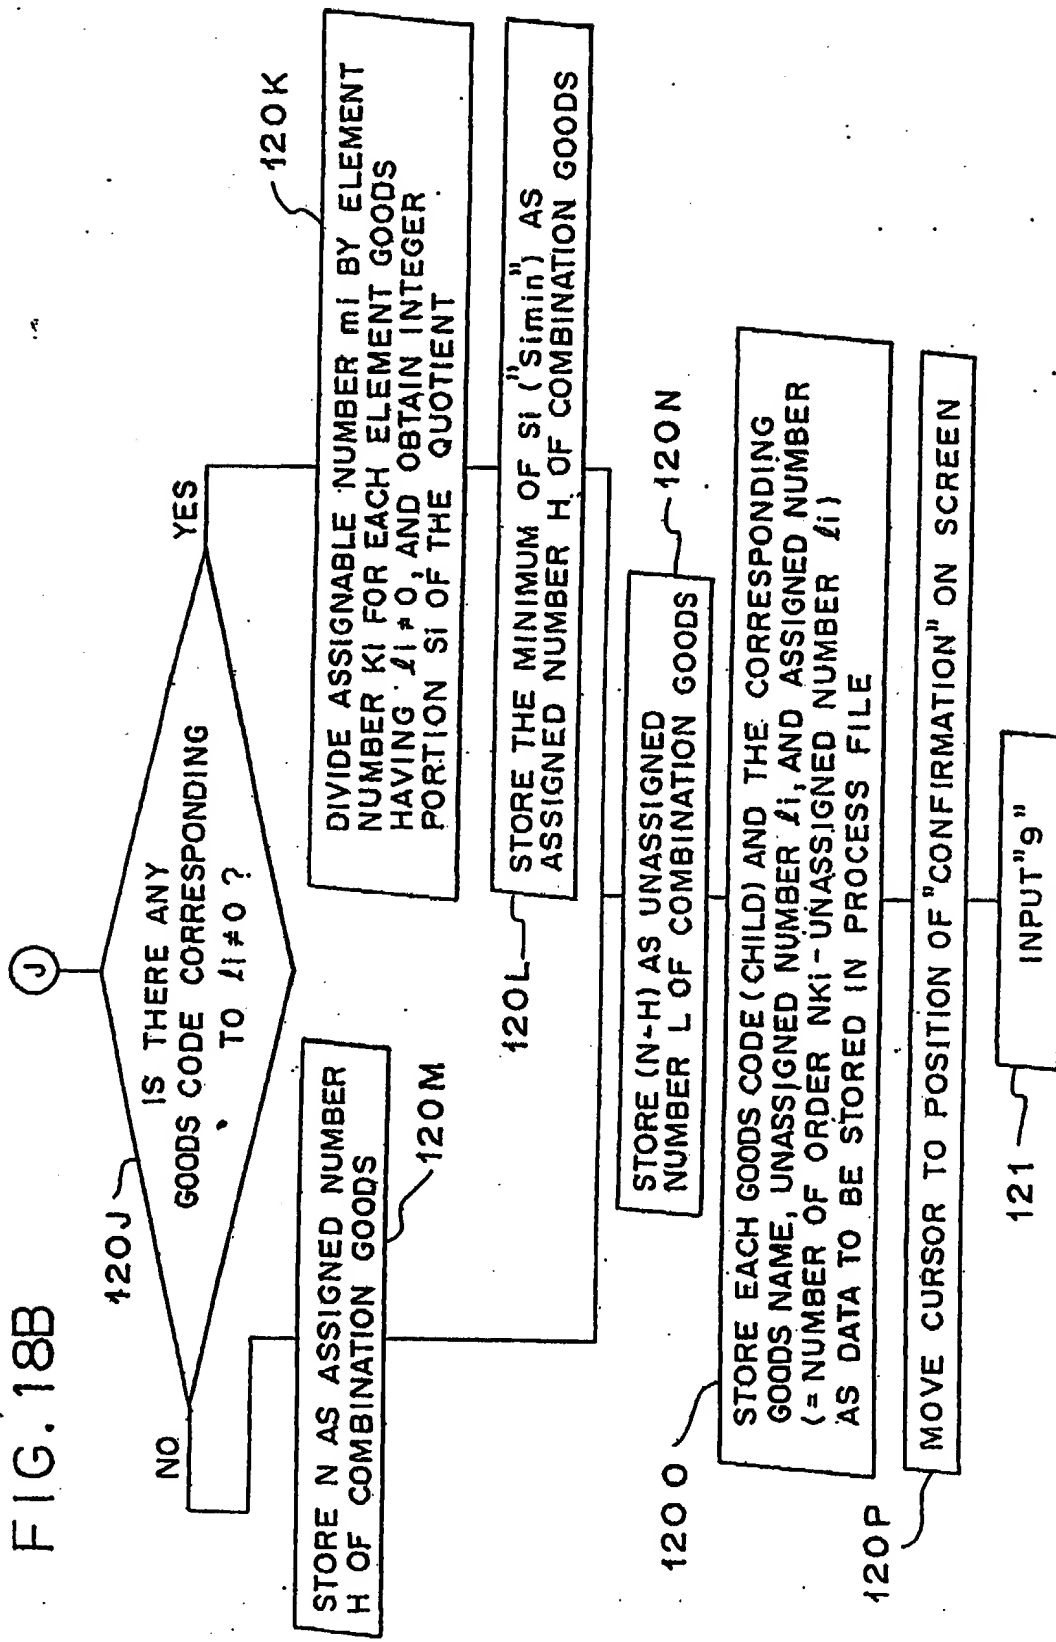 FIG. 18B
J
120J
IS THERE ANY
GOODS CODE CORRESPONDING
TO ℓi ≠ 0 ?
NO
YES
120K
DIVIDE ASSIGNABLE NUMBER mi BY ELEMENT
NUMBER Ki FOR EACH ELEMENT GOODS
HAVING ℓi ≠ 0, AND OBTAIN INTEGER
PORTION Si OF THE QUOTIENT
STORE N AS ASSIGNED NUMBER
H OF COMBINATION GOODS
120M
120L
STORE THE MINIMUM OF Si ("Simin") AS
ASSIGNED NUMBER H OF COMBINATION GOODS
120N
STORE (N-H) AS UNASSIGNED
NUMBER L OF COMBINATION GOODS
120O
STORE EACH GOODS CODE (CHILD) AND THE CORRESPONDING
GOODS NAME, UNASSIGNED NUMBER ℓi, AND ASSIGNED NUMBER
(= NUMBER OF ORDER NKi - UNASSIGNED NUMBER ℓi)
AS DATA TO BE STORED IN PROCESS FILE
120P
MOVE CURSOR TO POSITION OF "CONFIRMATION" ON SCREEN
121
INPUT "9"